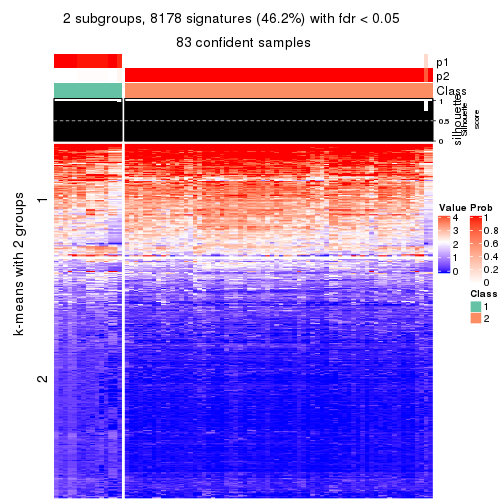 2 subgroups, 8178 signatures (46.2%) with fdr < 0.05
83 confident samples
p1
p2
Class
silhouette
Silhouette
score
1
0.5
0
k-means with 2 groups
1
2
Value
4
3
2
1
0
Prob
1
0.8
0.6
0.4
0.2
0
Class
1
2